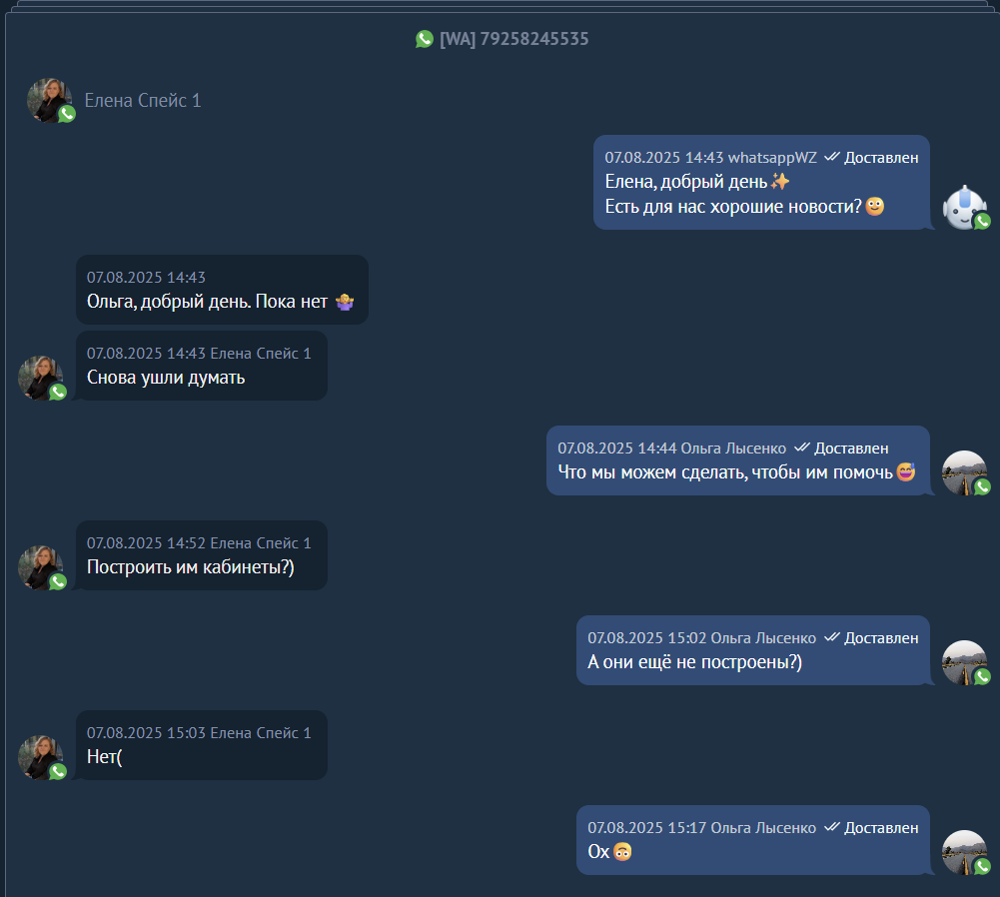 [WA] 79258245535
Елена Спейс 1
07.08.2025 14:43 whatsappWZ Доставлен
Елена, добрый день✨
Есть для нас хорошие новости?🙂
07.08.2025 14:43
Ольга, добрый день. Пока нет 🤷‍♀️
07.08.2025 14:43 Елена Спейс 1
Снова ушли думать
07.08.2025 14:44 Ольга Лысенко Доставлен
Что мы можем сделать, чтобы им помочь😅
07.08.2025 14:52 Елена Спейс 1
Построить им кабинеты?)
07.08.2025 15:02 Ольга Лысенко Доставлен
А они ещё не построены?)
07.08.2025 15:03 Елена Спейс 1
Нет(
07.08.2025 15:17 Ольга Лысенко Доставлен
Ох🙃